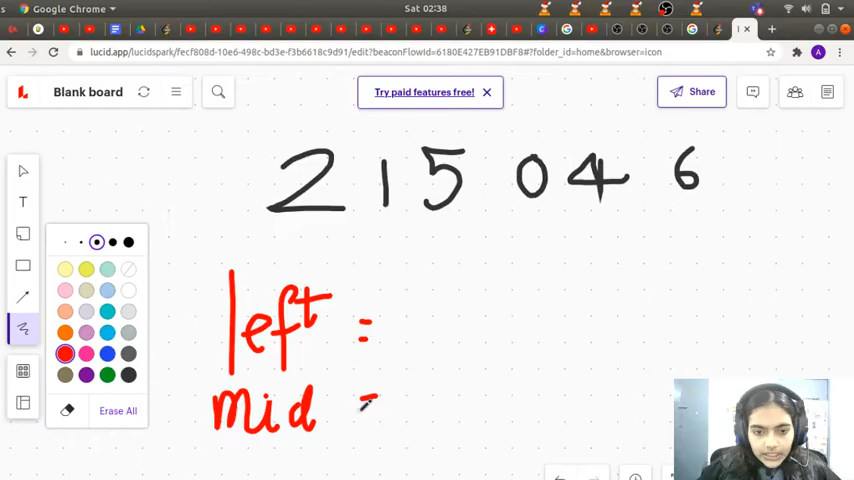 Google Chrome
Sat 02:38
lucid.app/lucidspark/fecf808d-10e6-498c-bd3e-f3b6618c9d91/edit?beaconFlowId=6180E427EB91DBF8#?folder_id=home&browser=icon
A
Blank board
Try paid features free!
Share
T
2 1 5 0 4 6
left =
mid =
Erase All